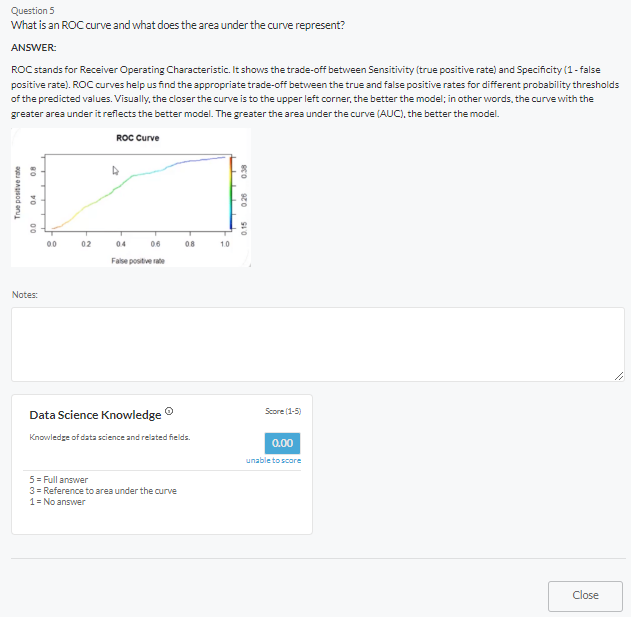 Question 5
What is an ROC curve and what does the area under the curve represent?
ANSWER:
ROC stands for Receiver Operating Characteristic. It shows the trade-off between Sensitivity (true positive rate) and Specificity (1 - false
positive rate). ROC curves help us find the appropriate trade-off between the true and false positive rates for different probability thresholds
of the predicted values. Visually, the closer the curve is to the upper left corner, the better the model; in other words, the curve with the
greater area under it reflects the better model. The greater the area under the curve (AUC), the better the model.
ROC Curve
True positive rate
0.0 0.4 0.8
0.15 0.26 0.38
0.0 0.2 0.4 0.6 0.8 1.0
False positive rate
Notes:
Data Science Knowledge
Score (1-5)
Knowledge of data science and related fields.
0.00
unable to score
5 = Full answer
3 = Reference to area under the curve
1 = No answer
Close